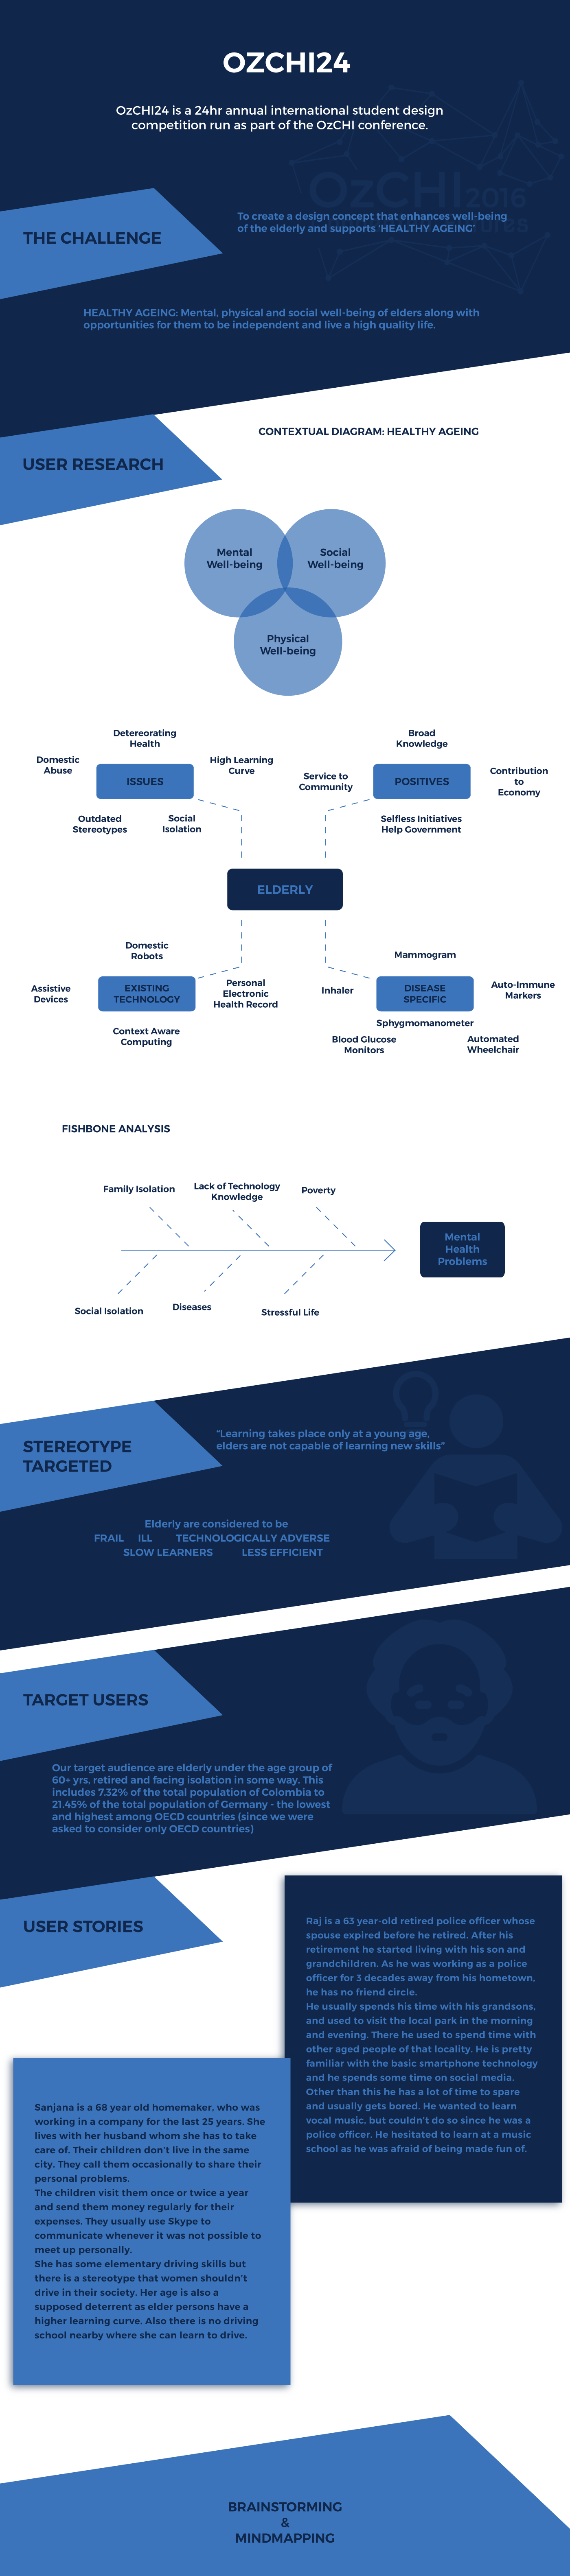 OZCHI24
OzCHI24 is a 24hr annual international student design
competition run as part of the OzCHI conference.
OzCHI2016
THE CHALLENGE
To create a design concept that enhances well-being
of the elderly and supports 'HEALTHY AGEING'
HEALTHY AGEING: Mental, physical and social well-being of elders along with
opportunities for them to be independent and live a high quality life.
USER RESEARCH
CONTEXTUAL DIAGRAM: HEALTHY AGEING
Mental
Well-being
Social
Well-being
Physical
Well-being
Detereorating
Health
Domestic
Abuse
High Learning
Curve
ISSUES
Outdated
Stereotypes
Social
Isolation
Broad
Knowledge
Service to
Community
POSITIVES
Contribution
to
Economy
Selfless Initiatives
Help Government
ELDERLY
Domestic
Robots
Assistive
Devices
EXISTING
TECHNOLOGY
Personal
Electronic
Health Record
Context Aware
Computing
Mammogram
Inhaler
DISEASE
SPECIFIC
Auto-Immune
Markers
Sphygmomanometer
Blood Glucose
Monitors
Automated
Wheelchair
FISHBONE ANALYSIS
Family Isolation
Lack of Technology
Knowledge
Poverty
Mental
Health
Problems
Social Isolation
Diseases
Stressful Life
STEREOTYPE
TARGETED
"Learning takes place only at a young age,
elders are not capable of learning new skills"
Elderly are considered to be
FRAIL ILL TECHNOLOGICALLY ADVERSE
SLOW LEARNERS LESS EFFICIENT
TARGET USERS
Our target audience are elderly under the age group of
60+ yrs, retired and facing isolation in some way. This
includes 7.32% of the total population of Colombia to
21.45% of the total population of Germany - the lowest
and highest among OECD countries (since we were
asked to consider only OECD countries)
USER STORIES
Raj is a 63 year-old retired police officer whose
spouse expired before he retired. After his
retirement he started living with his son and
grandchildren. As he was working as a police
officer for 3 decades away from his hometown,
he has no friend circle.
He usually spends his time with his grandsons,
and used to visit the local park in the morning
and evening. There he used to spend time with
other aged people of that locality. He is pretty
familiar with the basic smartphone technology
and he spends some time on social media.
Other than this he has a lot of time to spare
and usually gets bored. He wanted to learn
vocal music, but couldn't do so since he was a
police officer. He hesitated to learn at a music
school as he was afraid of being made fun of.
Sanjana is a 68 year old homemaker, who was
working in a company for the last 25 years. She
lives with her husband whom she has to take
care of. Their children don't live in the same
city. They call them occasionally to share their
personal problems.
The children visit them once or twice a year
and send them money regularly for their
expenses. They usually use Skype to
communicate whenever it was not possible to
meet up personally.
She has some elementary driving skills but
there is a stereotype that women shouldn't
drive in their society. Her age is also a
supposed deterrent as elder persons have a
higher learning curve. Also there is no driving
school nearby where she can learn to drive.
BRAINSTORMING
&
MINDMAPPING